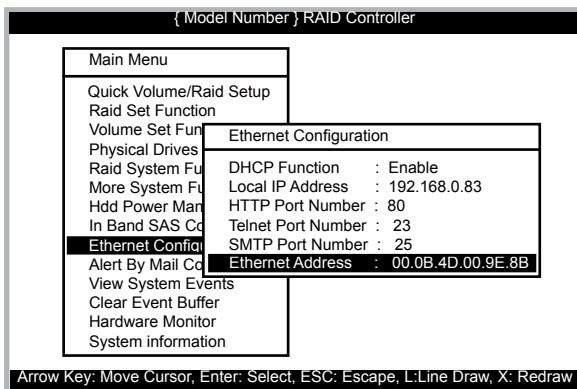 { Model Number } RAID Controller
Main Menu
Quick Volume/Raid Setup
Raid Set Function
Volume Set Fun
Physical Drives
Raid System Fu
More System Fu
Hdd Power Man
In Band SAS Co
Ethernet Configu
Alert By Mail Co
View System Events
Clear Event Buffer
Hardware Monitor
System information
Ethernet Configuration
DHCP Function : Enable
Local IP Address : 192.168.0.83
HTTP Port Number : 80
Telnet Port Number : 23
SMTP Port Number : 25
Ethernet Address : 00.0B.4D.00.9E.8B
Arrow Key: Move Cursor, Enter: Select, ESC: Escape, L:Line Draw, X: Redraw